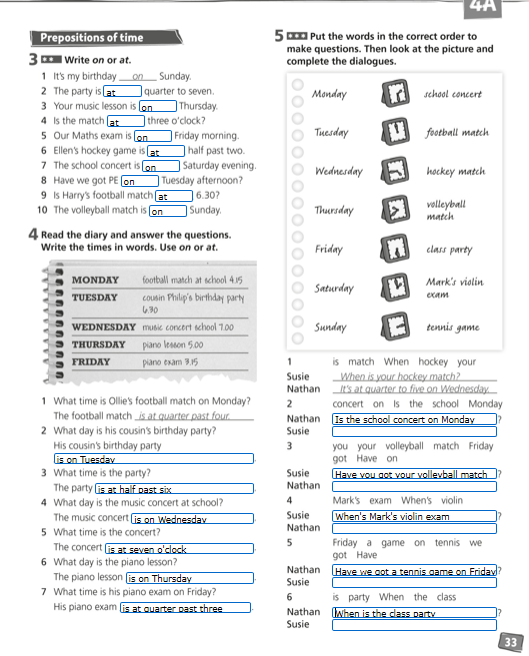 4A
Prepositions of time
3 Write on or at.
1 It's my birthday on Sunday.
2 The party is at quarter to seven.
3 Your music lesson is on Thursday.
4 Is the match at three o'clock?
5 Our Maths exam is on Friday morning.
6 Ellen's hockey game is at half past two.
7 The school concert is on Saturday evening.
8 Have we got PE on Tuesday afternoon?
9 Is Harry's football match at 6.30?
10 The volleyball match is on Sunday.
4 Read the diary and answer the questions.
Write the times in words. Use on or at.
MONDAY football match at school 4.15
TUESDAY cousin Philip's birthday party
6.30
WEDNESDAY music concert school 7.00
THURSDAY piano lesson 5.00
FRIDAY piano exam 3.15
1 What time is Ollie's football match on Monday?
The football match is at quarter past four.
2 What day is his cousin's birthday party?
His cousin's birthday party
is on Tuesday.
3 What time is the party?
The party is at half past six.
4 What day is the music concert at school?
The music concert is on Wednesday.
5 What time is the concert?
The concert is at seven o'clock.
6 What day is the piano lesson?
The piano lesson is on Thursday.
7 What time is his piano exam on Friday?
His piano exam is at quarter past three.
5 Put the words in the correct order to
make questions. Then look at the picture and
complete the dialogues.
Monday school concert
Tuesday football match
Wednesday hockey match
Thursday volleyball
match
Friday class party
Saturday Mark's violin
exam
Sunday tennis game
1 is match When hockey your
Susie When is your hockey match?
Nathan It's at quarter to five on Wednesday.
2 concert on Is the school Monday
Nathan Is the school concert on Monday?
Susie
3 you your volleyball match Friday
got Have on
Susie Have you got your volleyball match?
Nathan
4 Mark's exam When's violin
Susie When's Mark's violin exam?
Nathan
5 Friday a game on tennis we
got Have
Nathan Have we got a tennis game on Friday?
Susie
6 is party When the class
Nathan When is the class party?
Susie
33